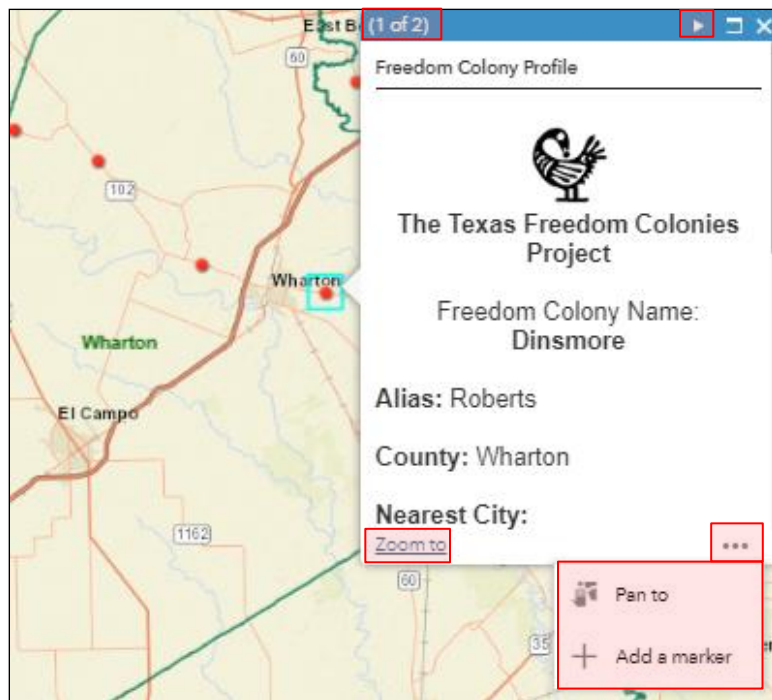 East B
(1 of 2)
60
Freedom Colony Profile
102
The Texas Freedom Colonies
Project
Wharton
Freedom Colony Name:
Dinsmore
Wharton
Alias: Roberts
El Campo
County: Wharton
Nearest City:
1162
Zoom to
•••
60
Pan to
35
Add a marker